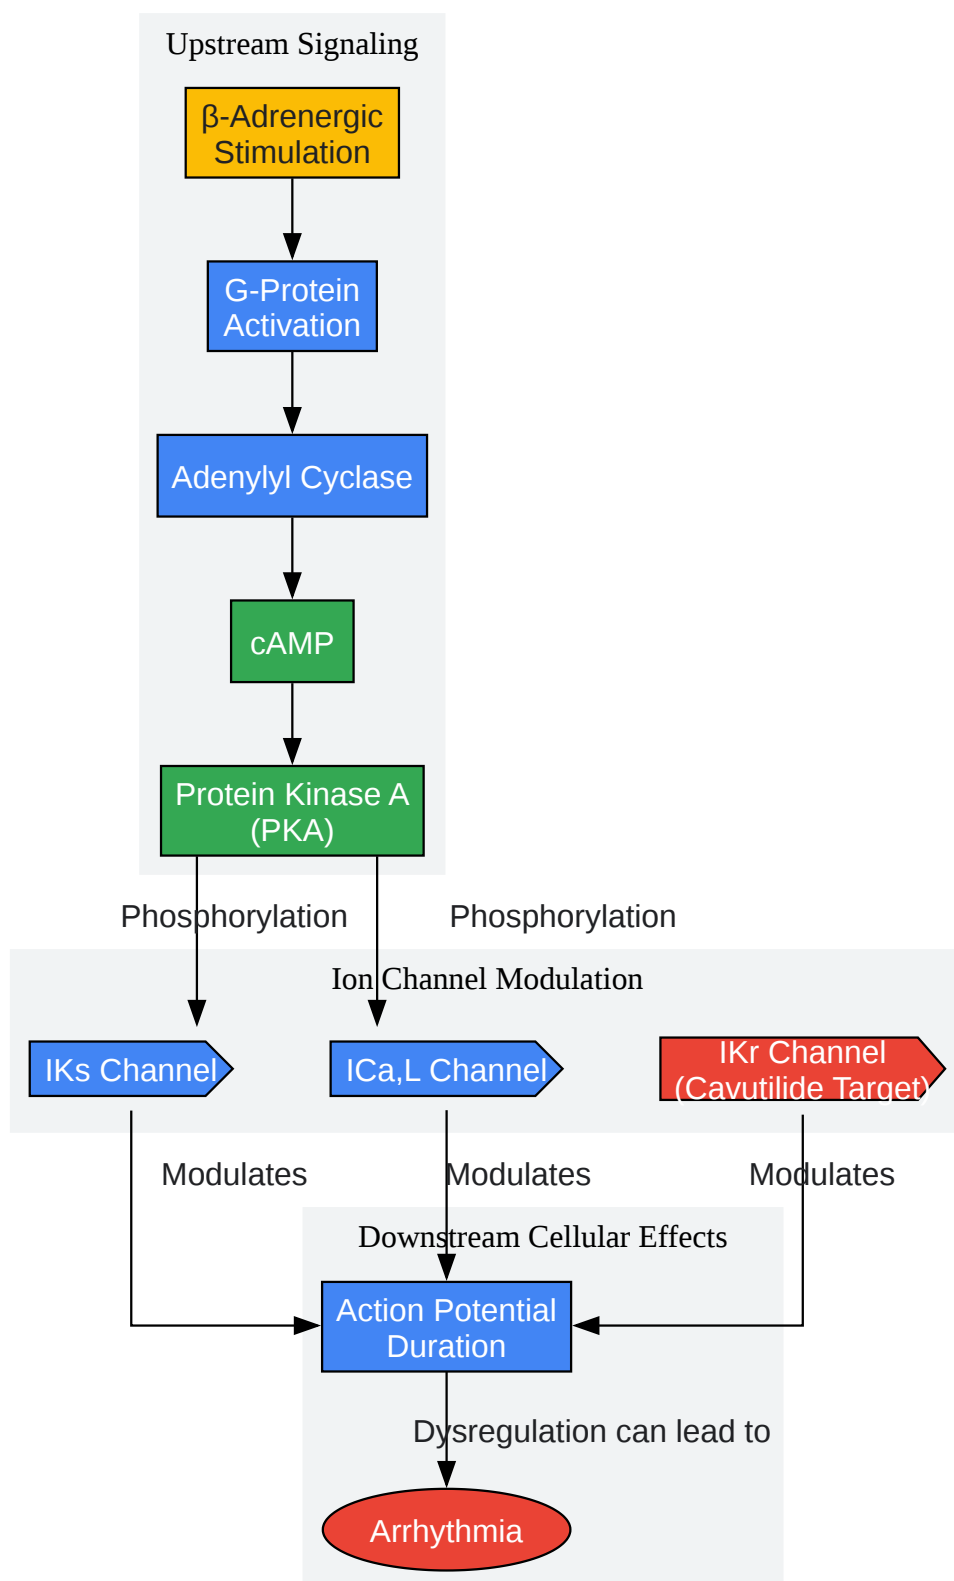 Upstream Signaling
β-Adrenergic
Stimulation
G-Protein
Activation
Adenylyl Cyclase
cAMP
Protein Kinase A
(PKA)
Phosphorylation
Phosphorylation
Ion Channel Modulation
IKs Channel
ICa,L Channel
IKr Channel
(Cavutilide Target)
Modulates
Modulates
Modulates
Downstream Cellular Effects
Action Potential
Duration
Dysregulation can lead to
Arrhythmia